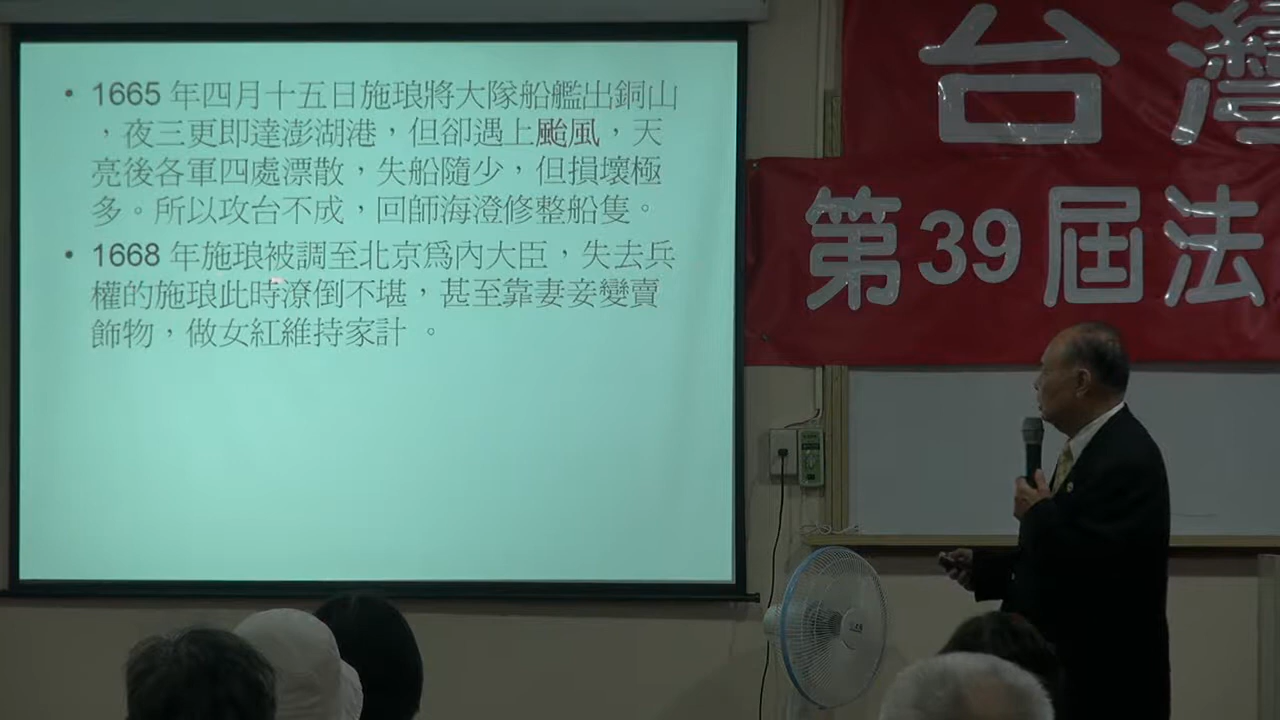 • 1665 年四月十五日施琅將大隊船艦出銅山
，夜三更即達澎湖港，但卻遇上颱風，天
亮後各軍四處漂散，失船隨少，但損壞極
多。所以攻台不成，回師海澄修整船隻。
• 1668 年施琅被調至北京為內大臣，失去兵
權的施琅此時潦倒不堪，甚至靠妻妾變賣
飾物，做女紅維持家計 。
台灣
第39屆法